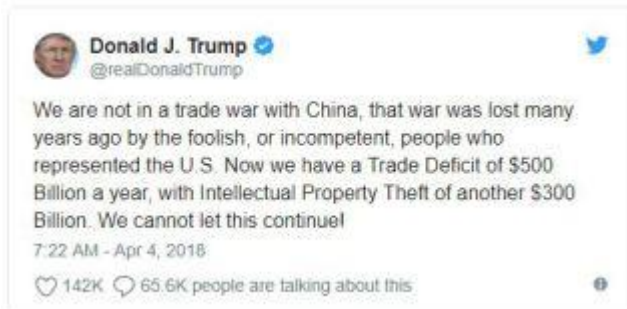 Donald J. Trump
@realDonaldTrump
We are not in a trade war with China, that war was lost many
years ago by the foolish, or incompetent, people who
represented the U.S. Now we have a Trade Deficit of $500
Billion a year, with Intellectual Property Theft of another $300
Billion. We cannot let this continue!
7:22 AM - Apr 4, 2018
142K 65.6K people are talking about this